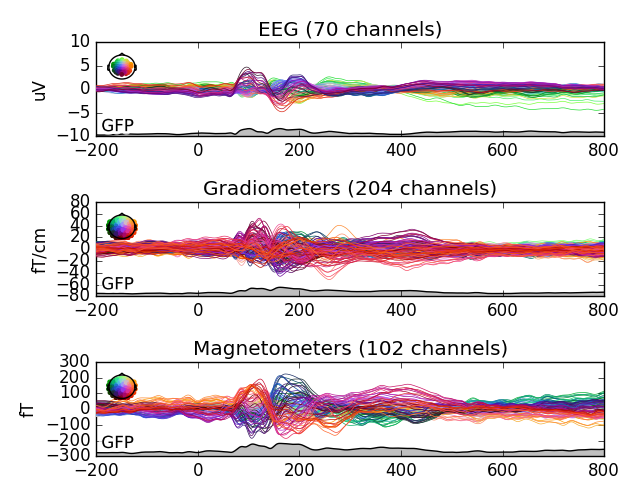 EEG (70 channels)
10
5
0
−5
−10
uV
GFP
−200 0 200 400 600 800
Gradiometers (204 channels)
80
60
40
20
0
−20
−40
−60
−80
fT/cm
GFP
−200 0 200 400 600 800
Magnetometers (102 channels)
300
200
100
0
−100
−200
−300
fT
GFP
−200 0 200 400 600 800